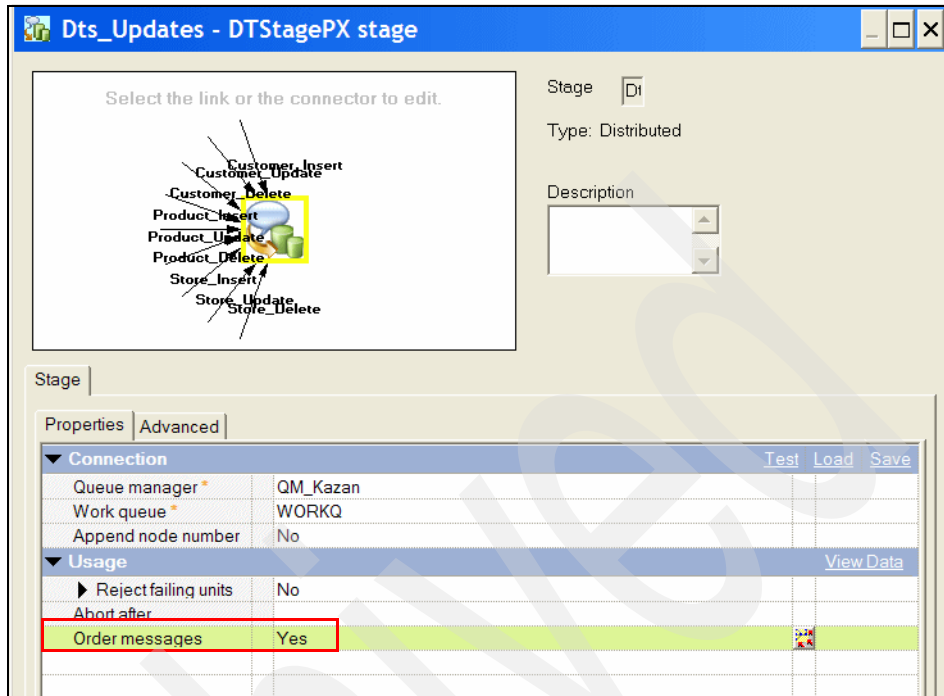 Dts_Updates - DTStagePX stage
Select the link or the connector to edit.
Customer_Insert
Customer_Update
Customer_Delete
Product_Insert
Product_Update
Product_Delete
Store_Insert
Store_Update
Store_Delete
Stage Dt
Type: Distributed
Description
Stage
Properties Advanced
Connection Test Load Save
Queue manager * QM_Kazan
Work queue * WORKQ
Append node number No
Usage View Data
Reject failing units No
Abort after
Order messages Yes